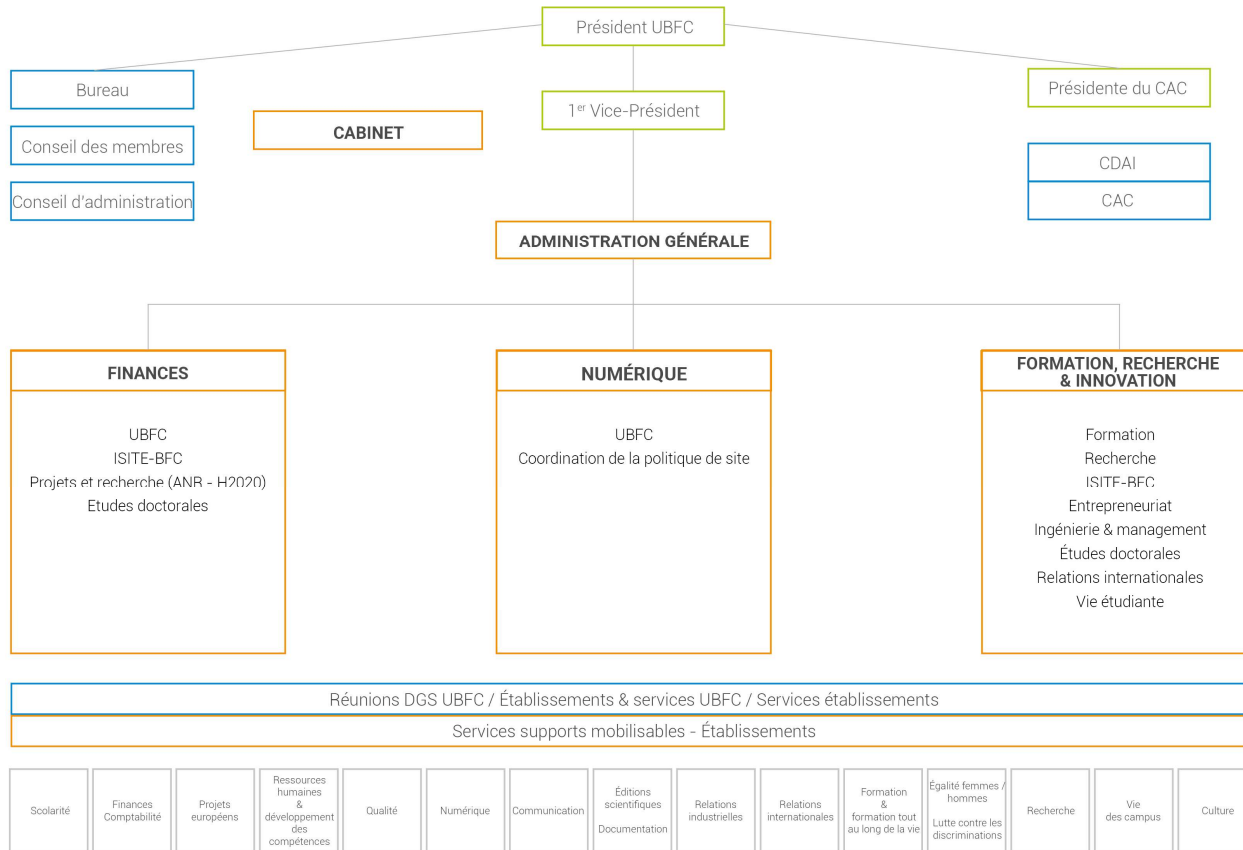 Président UBFC
Bureau
Conseil des membres
Conseil d'administration
CABINET
1er Vice-Président
Présidente du CAC
CDAI
CAC
ADMINISTRATION GÉNÉRALE
FINANCES
UBFC
ISITE-BFC
Projets et recherche (ANR - H2020)
Etudes doctorales
NUMÉRIQUE
UBFC
Coordination de la politique de site
FORMATION, RECHERCHE
& INNOVATION
Formation
Recherche
ISITE-BFC
Entrepreneuriat
Ingénierie & management
Études doctorales
Relations internationales
Vie étudiante
Réunions DGS UBFC / Établissements & services UBFC / Services établissements
Services supports mobilisables - Établissements
Scolarité
Finances
Comptabilité
Projets
européens
Ressources
humaines
&
développement
des
compétences
Qualité
Numérique
Communication
Éditions
scientifiques
Documentation
Relations
industrielles
Relations
internationales
Formation
&
formation tout
au long de la vie
Égalité femmes /
hommes
Lutte contre les
discriminations
Recherche
Vie
des campus
Culture